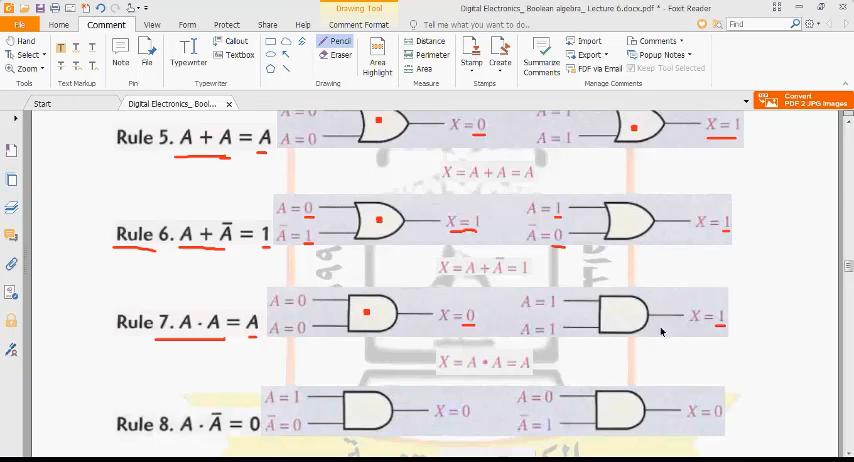 Drawing Tool
Digital Electronics_ Boolean algebra_ Lecture 6.docx.pdf * - Foxit Reader
File Home Comment View Form Protect Share Help Comment Format Tell me what you want to do... Find
Hand
Select
Zoom
Tools
Text Markup
Note File
Pin
Typewriter
Callout
Textbox
Typewriter
Drawing
Pencil
Eraser
Area Highlight
Distance
Perimeter
Area
Measure
Stamp Create
Stamps
Summarize Comments
Import
Export
FDF via Email
Comments
Popup Notes
Keep Tool Selected
Manage Comments
Start Digital Electronics_ Bool...
Convert
PDF 2 JPG Images
Rule 5. A + A = A
A = 0
A = 0
X = 0
A = 1
A = 1
X = 1
X = A + A = A
Rule 6. A + Ā = 1
A = 0
Ā = 1
X = 1
A = 1
Ā = 0
X = 1
X = A + Ā = 1
Rule 7. A · A = A
A = 0
A = 0
X = 0
A = 1
A = 1
X = 1
X = A • A = A
Rule 8. A · Ā = 0
A = 1
Ā = 0
X = 0
A = 0
Ā = 1
X = 0